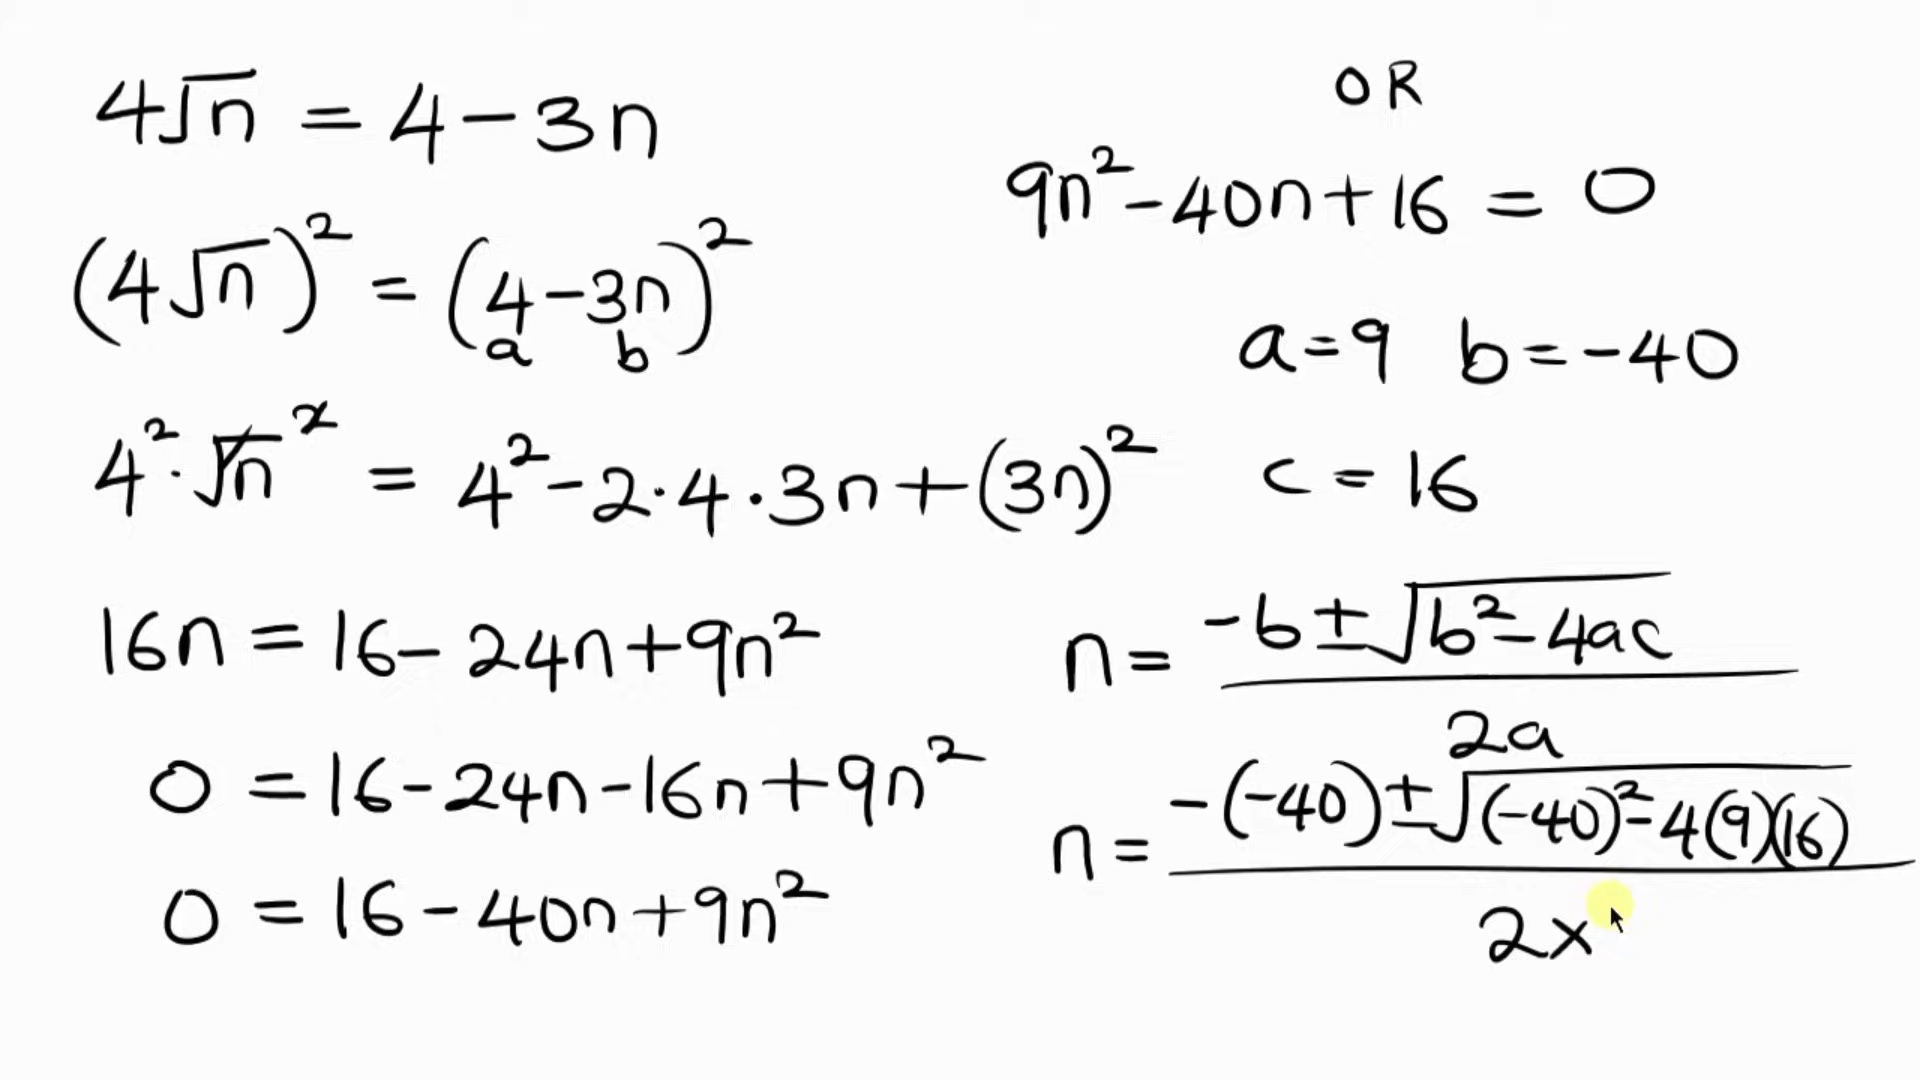 4√n = 4 - 3n
(4√n)² = (4 - 3n)²
a b
4² · √n² = 4² - 2 · 4 · 3n + (3n)²
16n = 16 - 24n + 9n²
0 = 16 - 24n - 16n + 9n²
0 = 16 - 40n + 9n²
OR
9n² - 40n + 16 = 0
a = 9 b = -40
c = 16
n = -b ± √b² - 4ac
2a
n = -(-40) ± √(-40)² - 4(9)(16)
2×